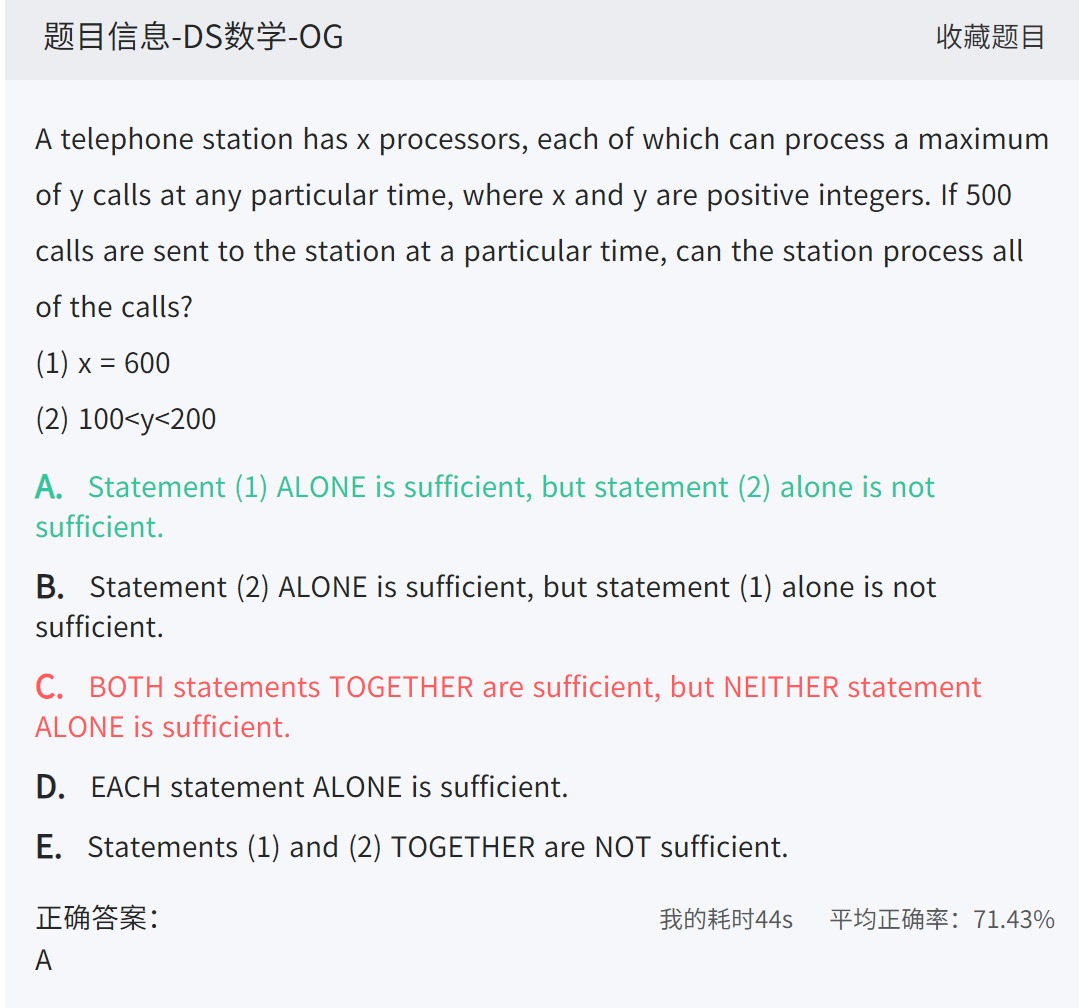 题目信息-DS数学-OG
收藏题目
A telephone station has x processors, each of which can process a maximum
of y calls at any particular time, where x and y are positive integers. If 500
calls are sent to the station at a particular time, can the station process all
of the calls?
(1) x = 600
(2) 100<y<200
A. Statement (1) ALONE is sufficient, but statement (2) alone is not
sufficient.
B. Statement (2) ALONE is sufficient, but statement (1) alone is not
sufficient.
C. BOTH statements TOGETHER are sufficient, but NEITHER statement
ALONE is sufficient.
D. EACH statement ALONE is sufficient.
E. Statements (1) and (2) TOGETHER are NOT sufficient.
正确答案：
我的耗时44s 平均正确率：71.43%
A